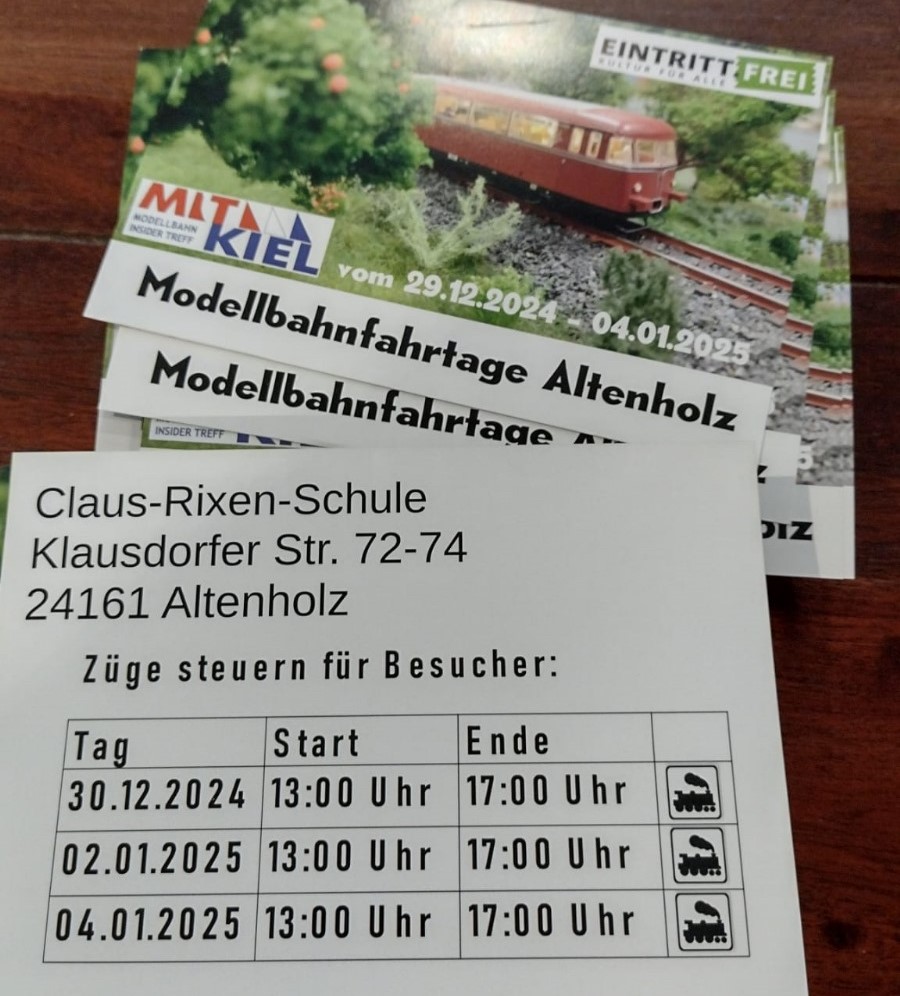 EINTRITT FREI
KULTUR FÜR ALLE
MIT KIEL
MODELLBAHN
INSIDER TREFF
vom 29.12.2024 - 04.01.2025
Modellbahnfahrtage Altenholz
Modellbahnfahrtage
INSIDER TREFF
Claus-Rixen-Schule
Klausdorfer Str. 72-74
24161 Altenholz
Züge steuern für Besucher:
Tag Start Ende
30.12.2024 13:00 Uhr 17:00 Uhr
02.01.2025 13:00 Uhr 17:00 Uhr
04.01.2025 13:00 Uhr 17:00 Uhr